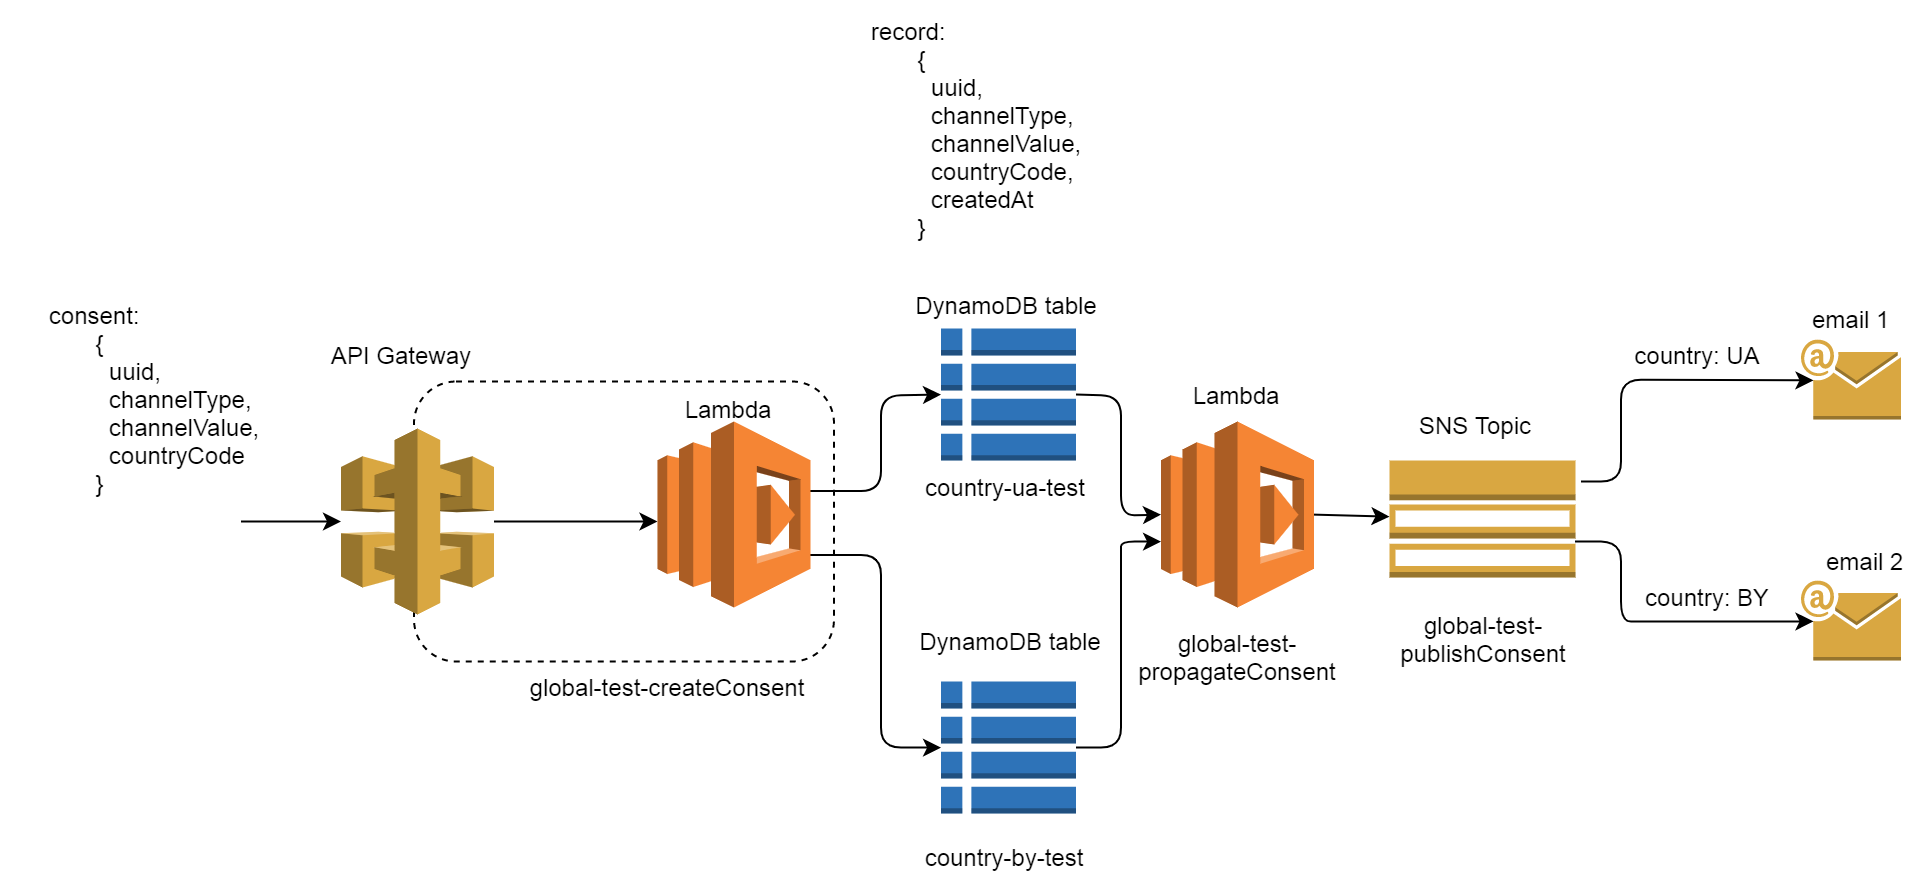 record:
{
uuid,
channelType,
channelValue,
countryCode,
createdAt
}
consent:
{
uuid,
channelType,
channelValue,
countryCode
}
API Gateway
Lambda
global-test-createConsent
DynamoDB table
country-ua-test
DynamoDB table
country-by-test
Lambda
global-test-
propagateConsent
SNS Topic
global-test-
publishConsent
country: UA
email 1
@
country: BY
email 2
@